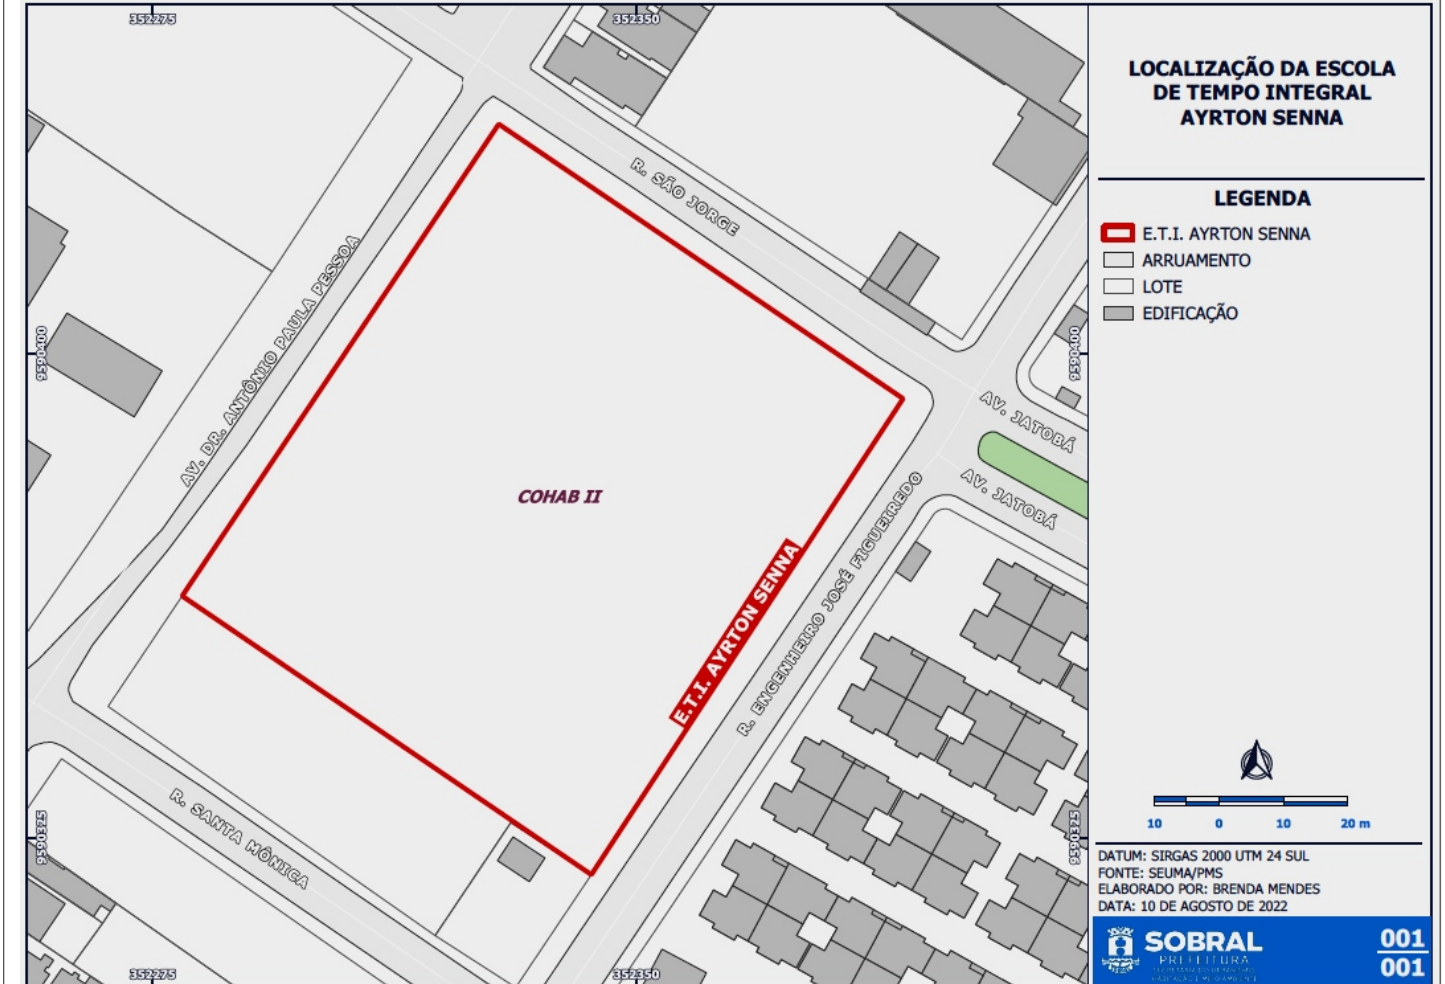 352275
352350
LOCALIZAÇÃO DA ESCOLA
DE TEMPO INTEGRAL
AYRTON SENNA
LEGENDA
E.T.I. AYRTON SENNA
ARRUAMENTO
LOTE
EDIFICAÇÃO
R. SÃO JORGE
AV. DR. ANTÔNIO PAULA PESSOA
9590400
9590400
AV. JATOBÁ
AV. JATOBÁ
COHAB II
E.T.I. AYRTON SENNA
R. ENGENHEIRO JOSÉ FIGUEIREDO
R. SANTA MÔNICA
9590325
9590325
10 0 10 20 m
DATUM: SIRGAS 2000 UTM 24 SUL
FONTE: SEUMA/PMS
ELABORADO POR: BRENDA MENDES
DATA: 10 DE AGOSTO DE 2022
SOBRAL
PREFEITURA
001
001
352275
352350